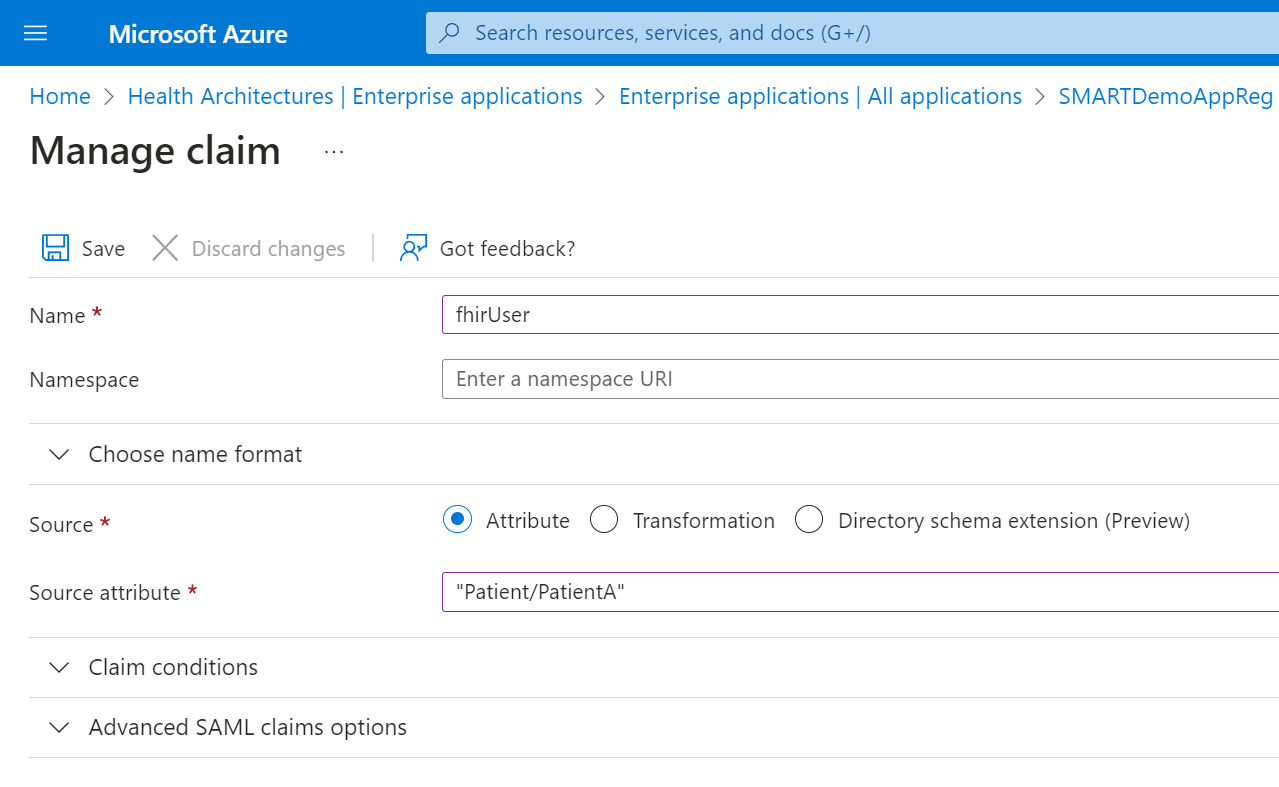 Microsoft Azure
Search resources, services, and docs (G+/)
Home > Health Architectures | Enterprise applications > Enterprise applications | All applications > SMARTDemoAppReg
Manage claim ...
Save Discard changes | Got feedback?
Name * fhirUser
Namespace Enter a namespace URI
Choose name format
Source * Attribute Transformation Directory schema extension (Preview)
Source attribute * "Patient/PatientA"
Claim conditions
Advanced SAML claims options